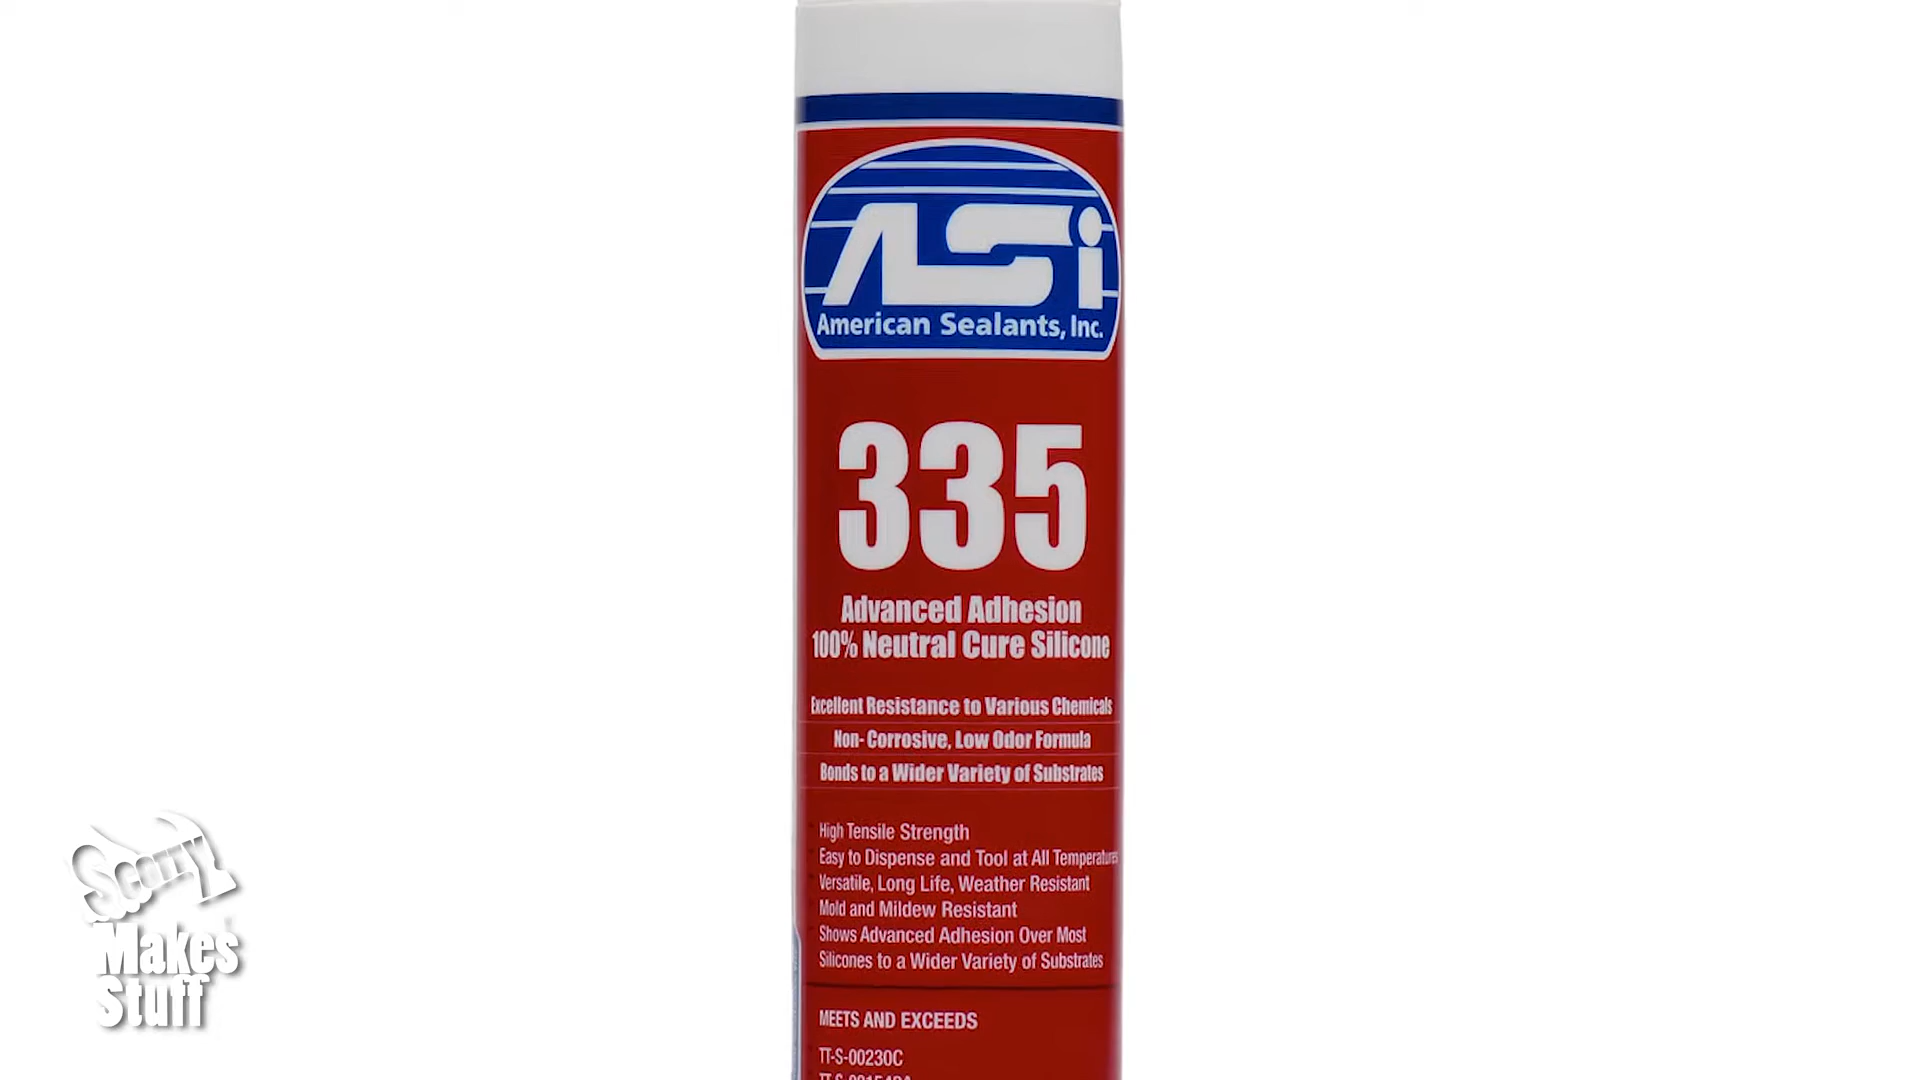 ASi
American Sealants, Inc.
335
Advanced Adhesion
100% Neutral Cure Silicone
Excellent Resistance to Various Chemicals
Non- Corrosive, Low Odor Formula
Bonds to a Wider Variety of Substrates
High Tensile Strength
Easy to Dispense and Tool at All Temperatures
Versatile, Long Life, Weather Resistant
Mold and Mildew Resistant
Shows Advanced Adhesion Over Most
Silicones to a Wider Variety of Substrates
MEETS AND EXCEEDS
TT-S-00230C
Scotty
Makes
Stuff